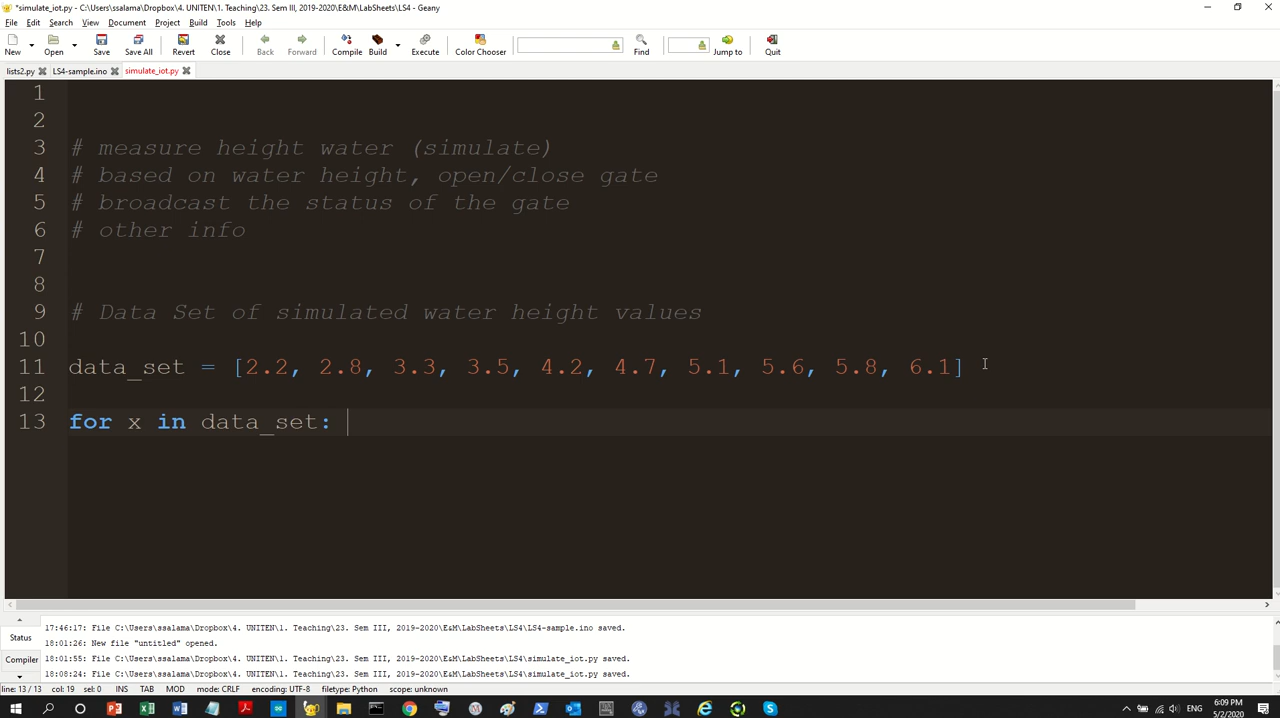 *simulate_iot.py - C:\Users\ssalama\Dropbox\4. UNITEN\1. Teaching\23. Sem III, 2019-2020\E&M\LabSheets\LS4 - Geany
File Edit Search View Document Project Build Tools Help
New Open Save Save All Revert Close Back Forward Compile Build Execute Color Chooser Find Jump to Quit
lists2.py LS4-sample.ino simulate_iot.py
1
2
3 # measure height water (simulate)
4 # based on water height, open/close gate
5 # broadcast the status of the gate
6 # other info
7
8
9 # Data Set of simulated water height values
10
11 data_set = [2.2, 2.8, 3.3, 3.5, 4.2, 4.7, 5.1, 5.6, 5.8, 6.1]
12
13 for x in data_set:
Status
Compiler
17:46:17: File C:\Users\ssalama\Dropbox\4. UNITEN\1. Teaching\23. Sem III, 2019-2020\E&M\LabSheets\LS4\LS4-sample.ino saved.
18:01:26: New file "untitled" opened.
18:01:55: File C:\Users\ssalama\Dropbox\4. UNITEN\1. Teaching\23. Sem III, 2019-2020\E&M\LabSheets\LS4\simulate_iot.py saved.
18:08:24: File C:\Users\ssalama\Dropbox\4. UNITEN\1. Teaching\23. Sem III, 2019-2020\E&M\LabSheets\LS4\simulate_iot.py saved.
line: 13 / 13 col: 19 sel: 0 INS TAB MOD mode: CRLF encoding: UTF-8 filetype: Python scope: unknown
ENG
6:09 PM
5/2/2020